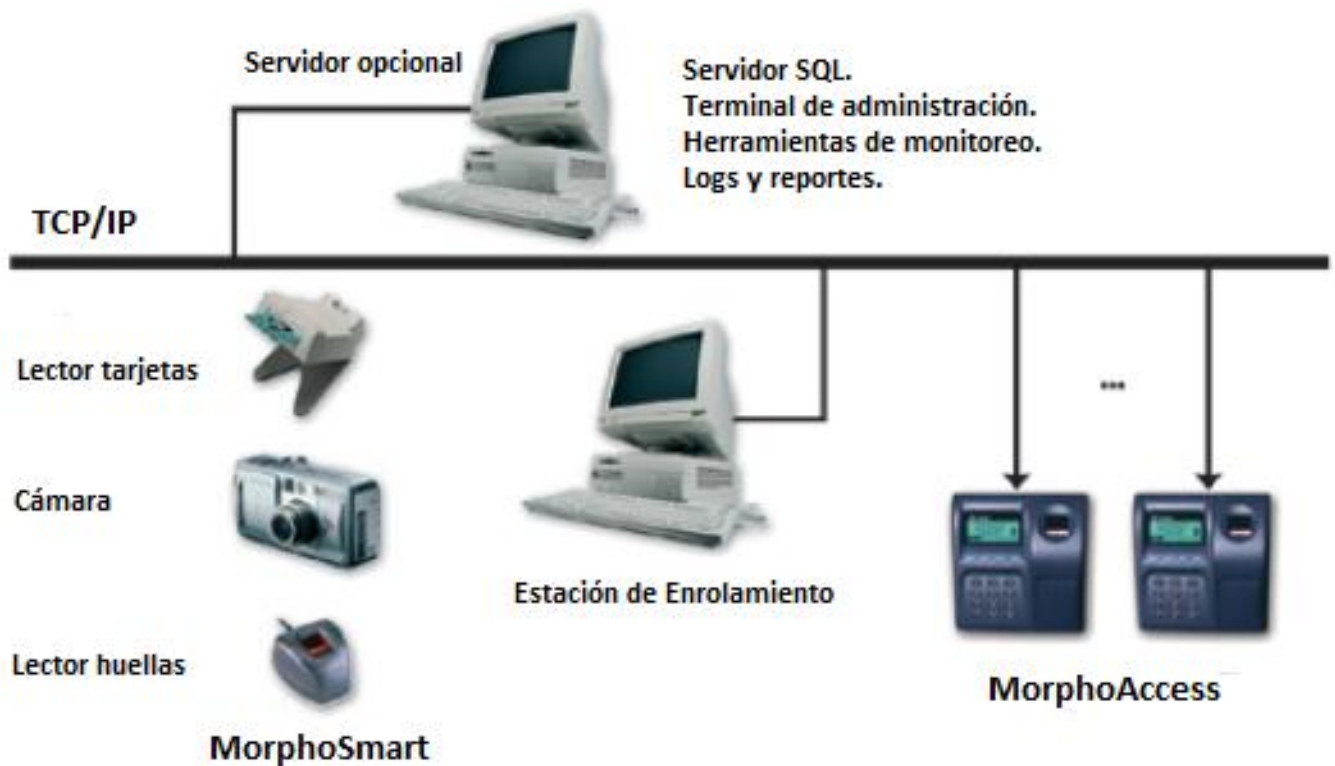 Servidor opcional
Servidor SQL.
Terminal de administración.
Herramientas de monitoreo.
Logs y reportes.
TCP/IP
Lector tarjetas
...
Cámara
Estación de Enrolamiento
Lector huellas
MorphoAccess
MorphoSmart